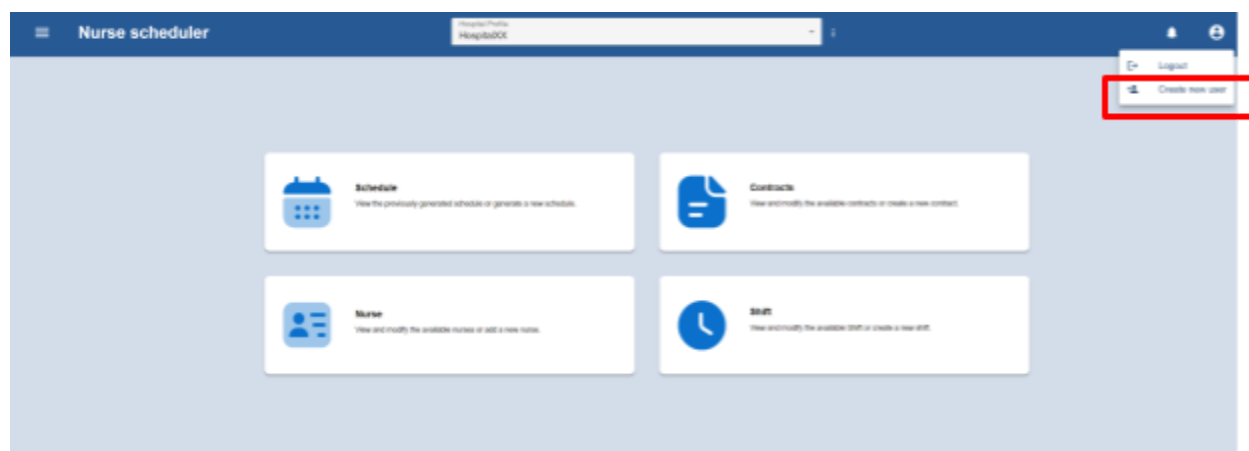 Nurse scheduler
Hospital Profile
HospitalXX
Logout
Create new user
Schedule
View the previously generated schedule or generate a new schedule.
Contracts
View and modify the available contracts or create a new contract.
Nurse
View and modify the available nurses or add a new nurse.
Shift
View and modify the available Shift or create a new shift.